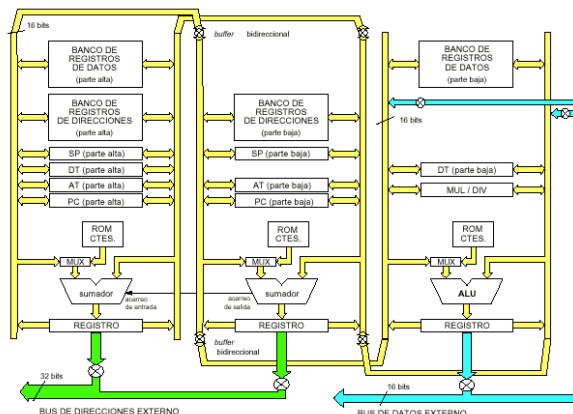 16 bits
buffer bidireccional
BANCO DE
REGISTROS
DE DATOS
(parte alta)
BANCO DE
REGISTROS
DE DATOS
(parte baja)
BANCO DE
REGISTROS
DE DIRECCIONES
(parte alta)
BANCO DE
REGISTROS
DE DIRECCIONES
(parte baja)
16 bits
SP (parte alta)
SP (parte baja)
DT (parte alta)
DT (parte baja)
AT (parte alta)
AT (parte baja)
MUL / DIV
PC (parte alta)
PC (parte baja)
ROM
CTES.
ROM
CTES.
ROM
CTES.
MUX
MUX
MUX
sumador
acarreo
de entrada
acarreo
de salida
sumador
ALU
REGISTRO
REGISTRO
REGISTRO
buffer
bidireccional
32 bits
16 bits
BUS DE DIRECCIONES EXTERNO
BUS DE DATOS EXTERNO